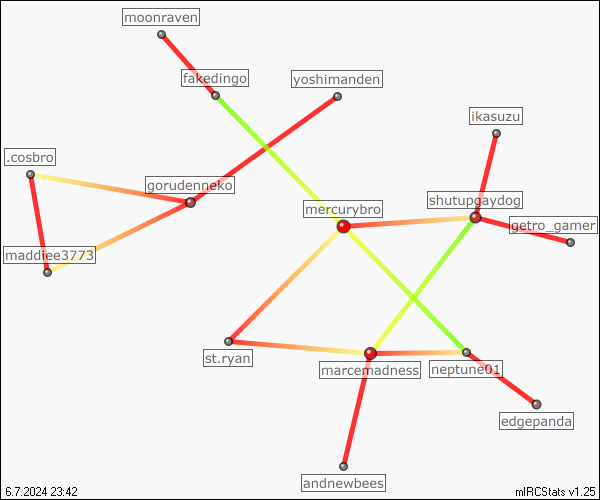 moonraven
fakedingo
yoshimanden
ikasuzu
.cosbro
gorudenneko
shutupgaydog
mercurybro
getro_gamer
maddiee3773
st.ryan
marcemadness
neptune01
edgepanda
andnewbees
6.7.2024 23:42
mIRCStats v1.25